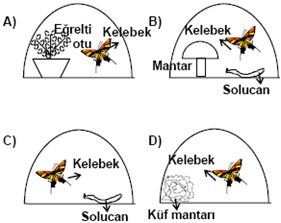 A)
Eğrelti
otu
Kelebek
B)
Kelebek
Mantar
Solucan
C)
Kelebek
Solucan
D)
Kelebek
Küf mantarı